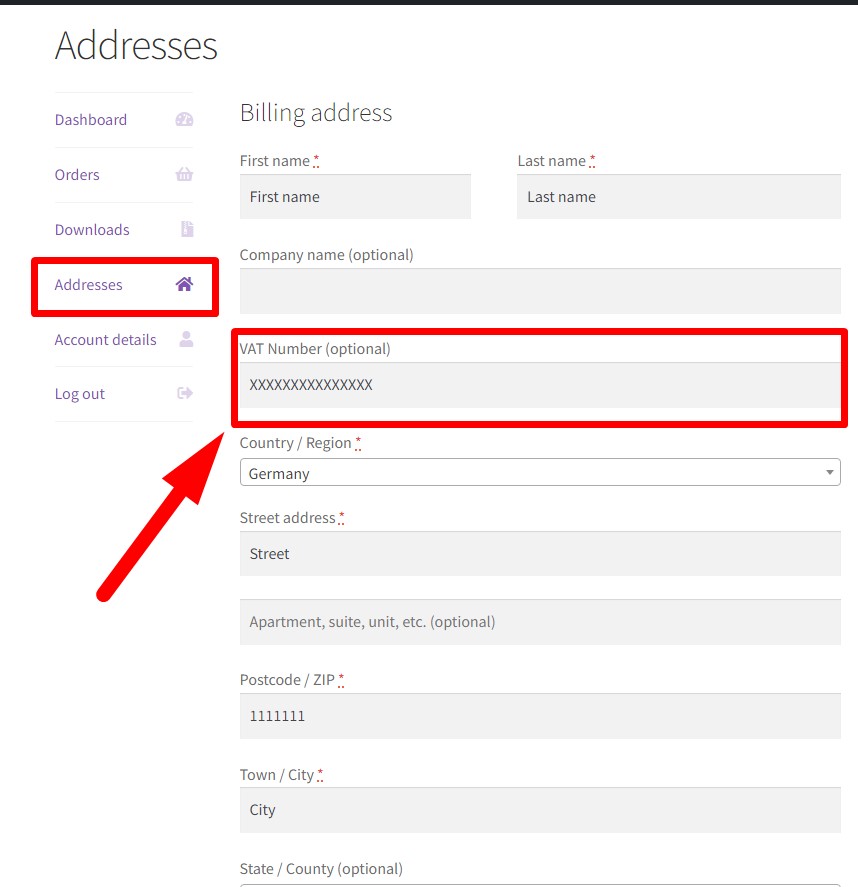 Addresses
Dashboard
Orders
Downloads
Addresses
Account details
Log out
Billing address
First name *
Last name *
First name
Last name
Company name (optional)
VAT Number (optional)
XXXXXXXXXXXXXXX
Country / Region *
Germany
Street address *
Street
Apartment, suite, unit, etc. (optional)
Postcode / ZIP *
1111111
Town / City *
City
State / County (optional)